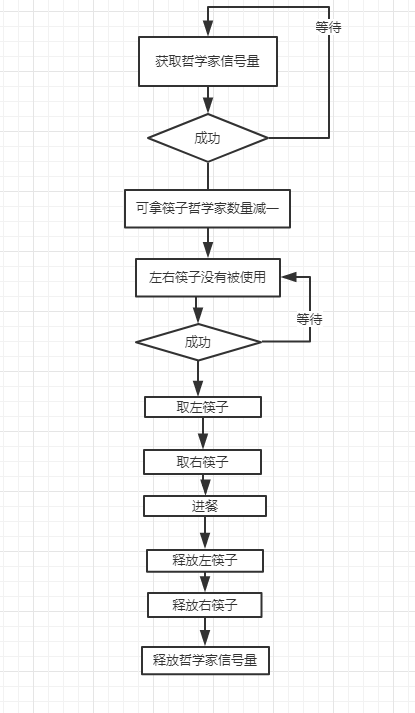 等待
获取哲学家信号量
成功
可拿筷子哲学家数量减一
左右筷子没有被使用
等待
成功
取左筷子
取右筷子
进餐
释放左筷子
释放右筷子
释放哲学家信号量